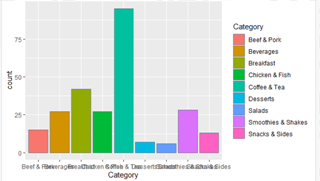 Category
Beef & Pork
Beverages
Breakfast
Chicken & Fish
Coffee & Tea
Desserts
Salads
Smoothies & Shakes
Snacks & Sides
75
50
25
0
count
Category